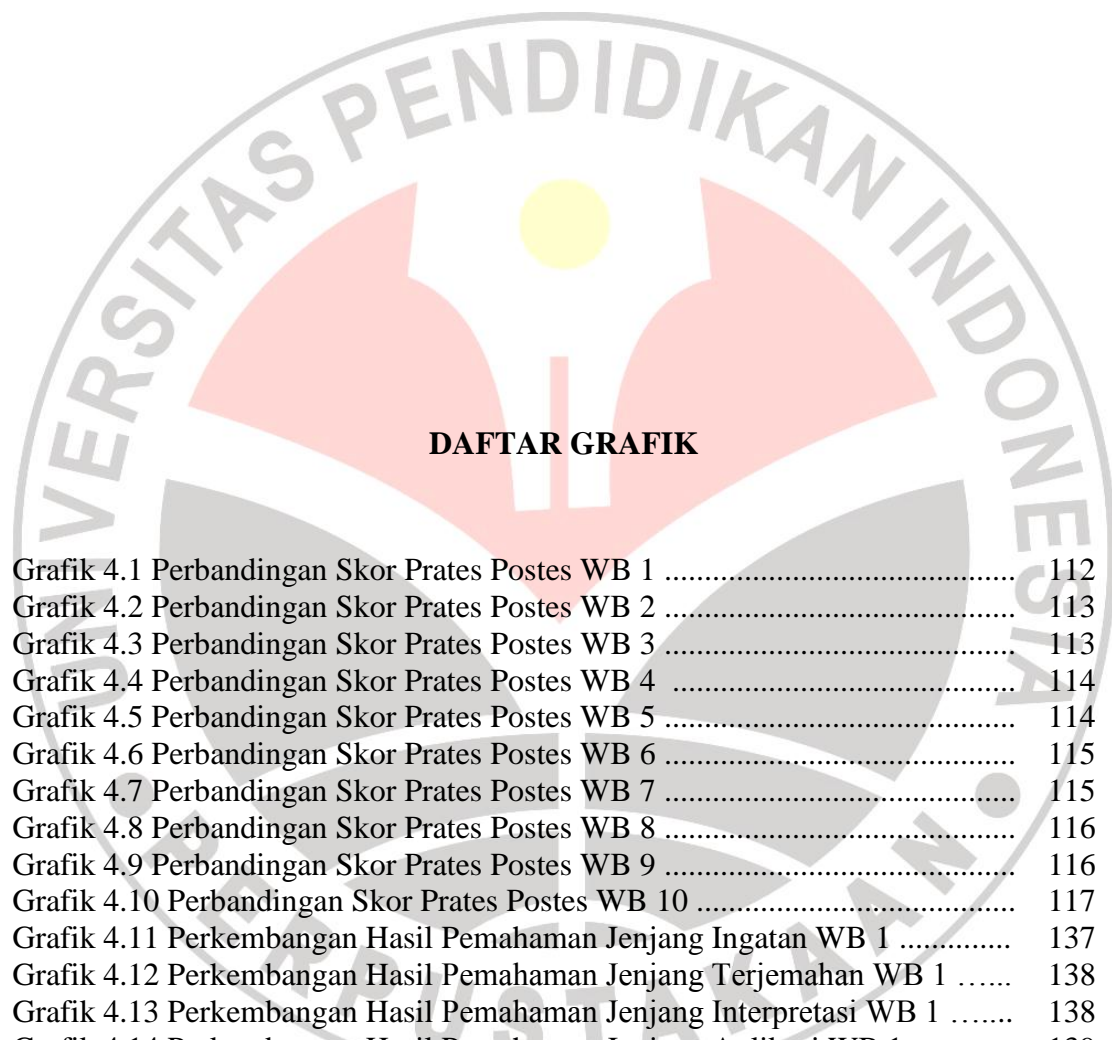 UNIVERSITAS PENDIDIKAN INDONESIA
DAFTAR GRAFIK
Grafik 4.1 Perbandingan Skor Prates Postes WB 1 ............................................ 112
Grafik 4.2 Perbandingan Skor Prates Postes WB 2 ............................................ 113
Grafik 4.3 Perbandingan Skor Prates Postes WB 3 ............................................ 113
Grafik 4.4 Perbandingan Skor Prates Postes WB 4 ........................................... 114
Grafik 4.5 Perbandingan Skor Prates Postes WB 5 ............................................ 114
Grafik 4.6 Perbandingan Skor Prates Postes WB 6 ............................................ 115
Grafik 4.7 Perbandingan Skor Prates Postes WB 7 ............................................ 115
Grafik 4.8 Perbandingan Skor Prates Postes WB 8 ............................................ 116
Grafik 4.9 Perbandingan Skor Prates Postes WB 9 ............................................ 116
Grafik 4.10 Perbandingan Skor Prates Postes WB 10 ........................................ 117
Grafik 4.11 Perkembangan Hasil Pemahaman Jenjang Ingatan WB 1 .............. 137
Grafik 4.12 Perkembangan Hasil Pemahaman Jenjang Terjemahan WB 1 …... 138
Grafik 4.13 Perkembangan Hasil Pemahaman Jenjang Interpretasi WB 1 ….... 138
PERPUSTAKAAN